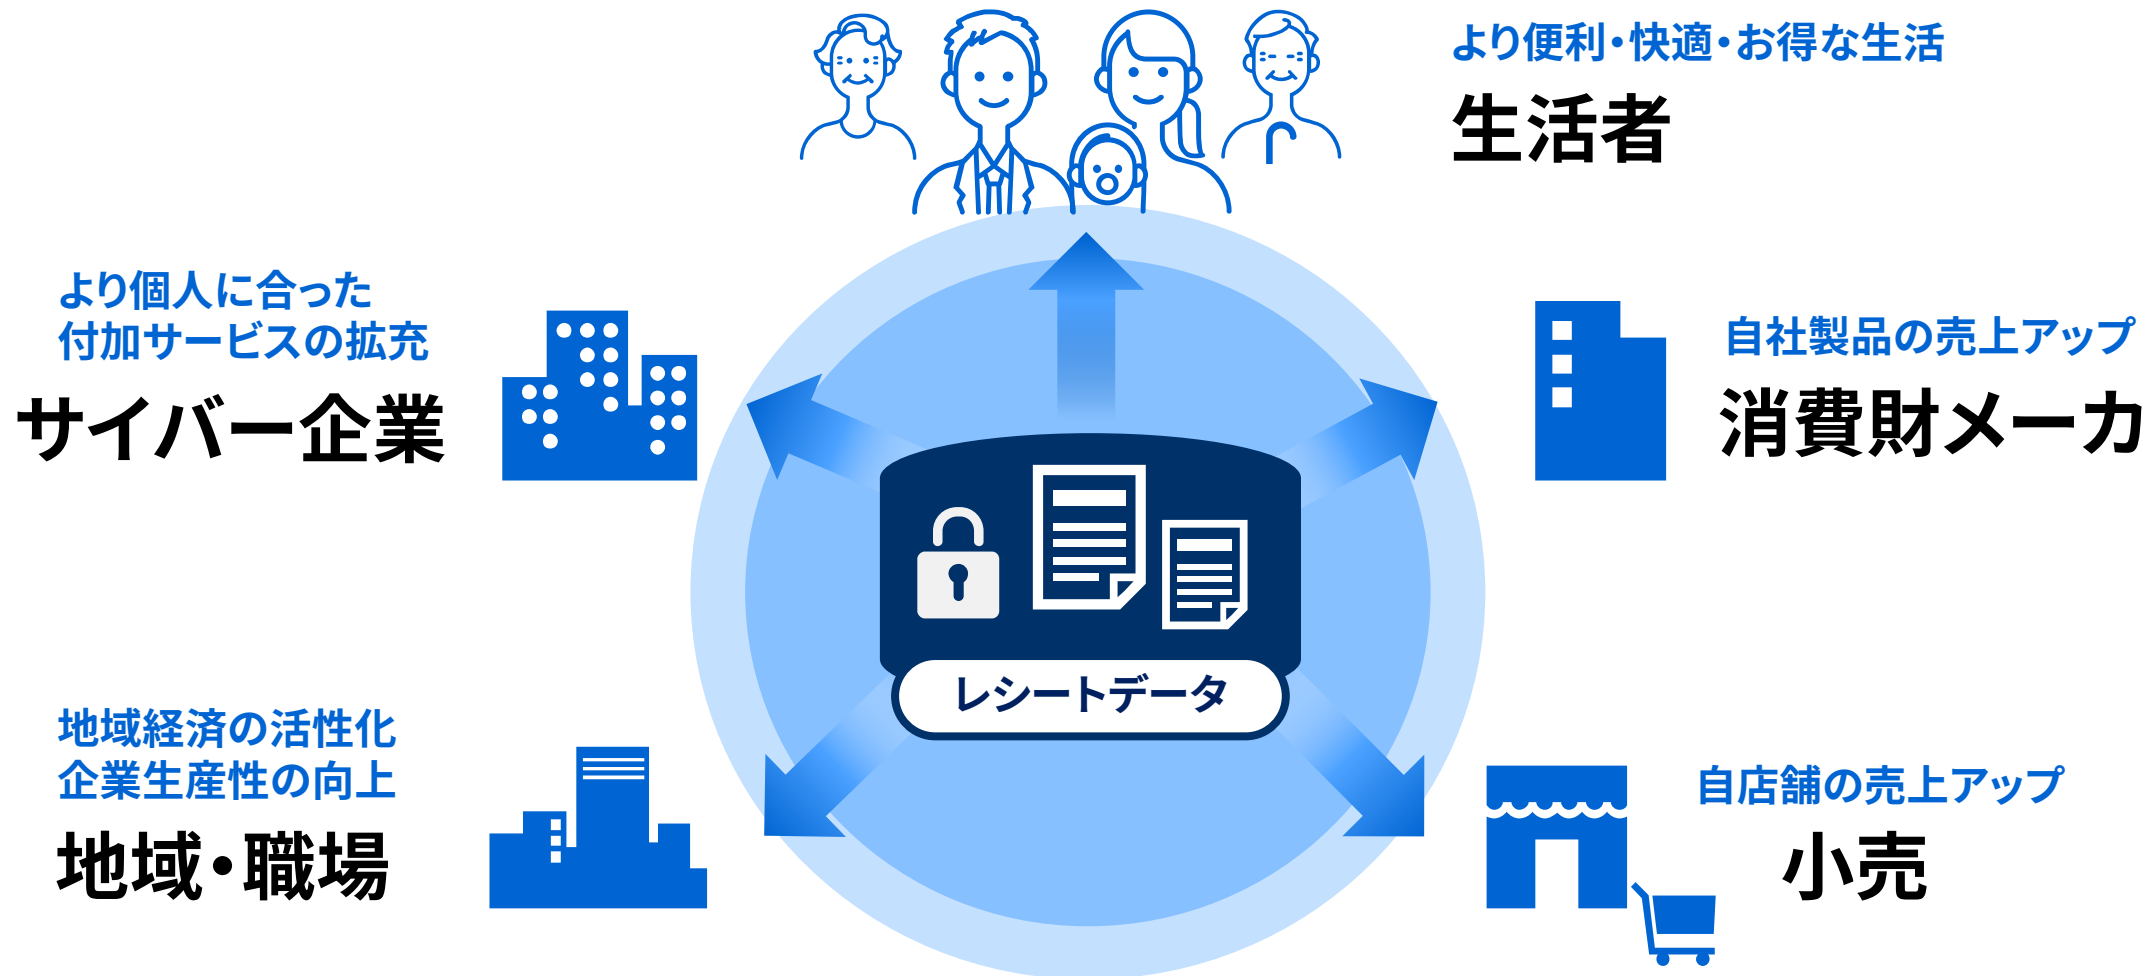 より便利・快適・お得な生活
生活者
より個人に合った
付加サービスの拡充
サイバー企業
自社製品の売上アップ
消費財メーカ
レシートデータ
地域経済の活性化
企業生産性の向上
地域・職場
自店舗の売上アップ
小売